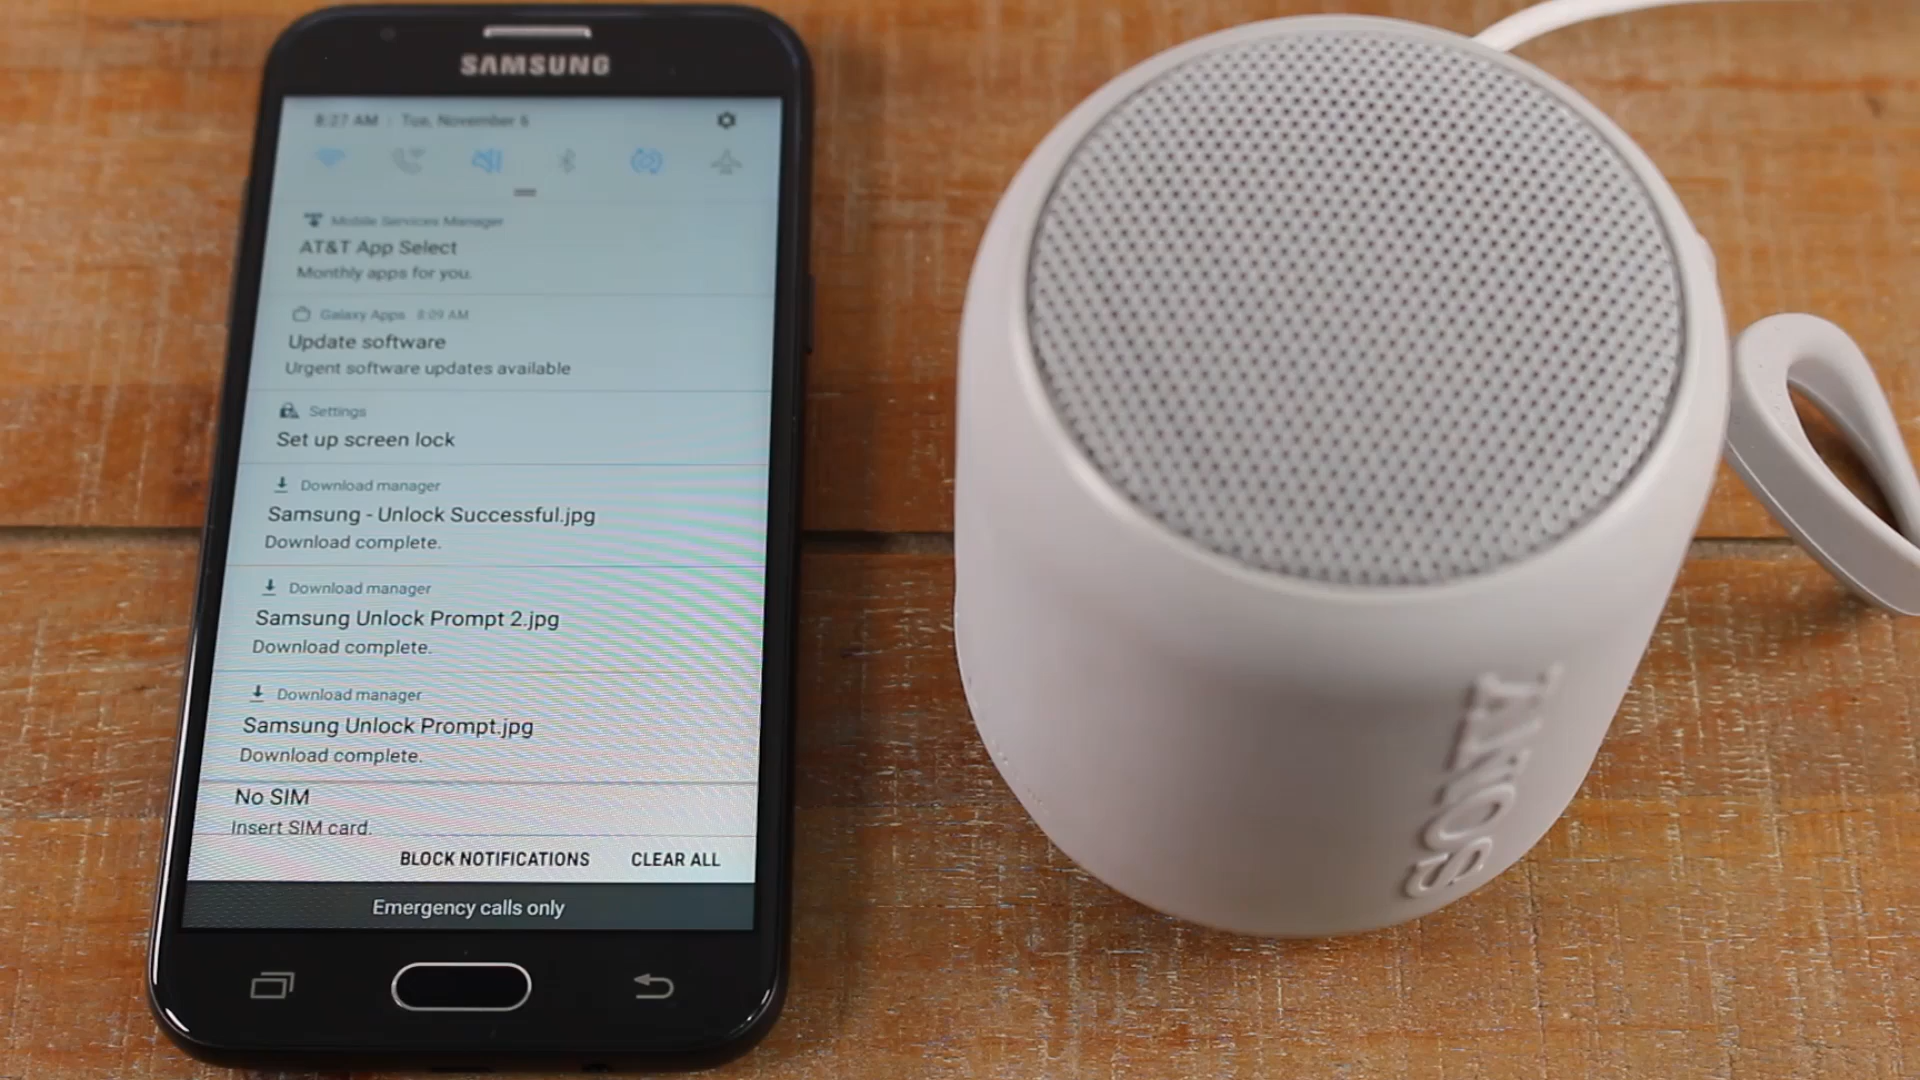 SAMSUNG
8:27 AM | Tue, November 6
Mobile Services Manager
AT&T App Select
Monthly apps for you.
Galaxy Apps 8:09 AM
Update software
Urgent software updates available
Settings
Set up screen lock
Download manager
Samsung - Unlock Successful.jpg
Download complete.
Download manager
Samsung Unlock Prompt 2.jpg
Download complete.
Download manager
Samsung Unlock Prompt.jpg
Download complete.
No SIM
Insert SIM card.
BLOCK NOTIFICATIONS CLEAR ALL
Emergency calls only
SONY